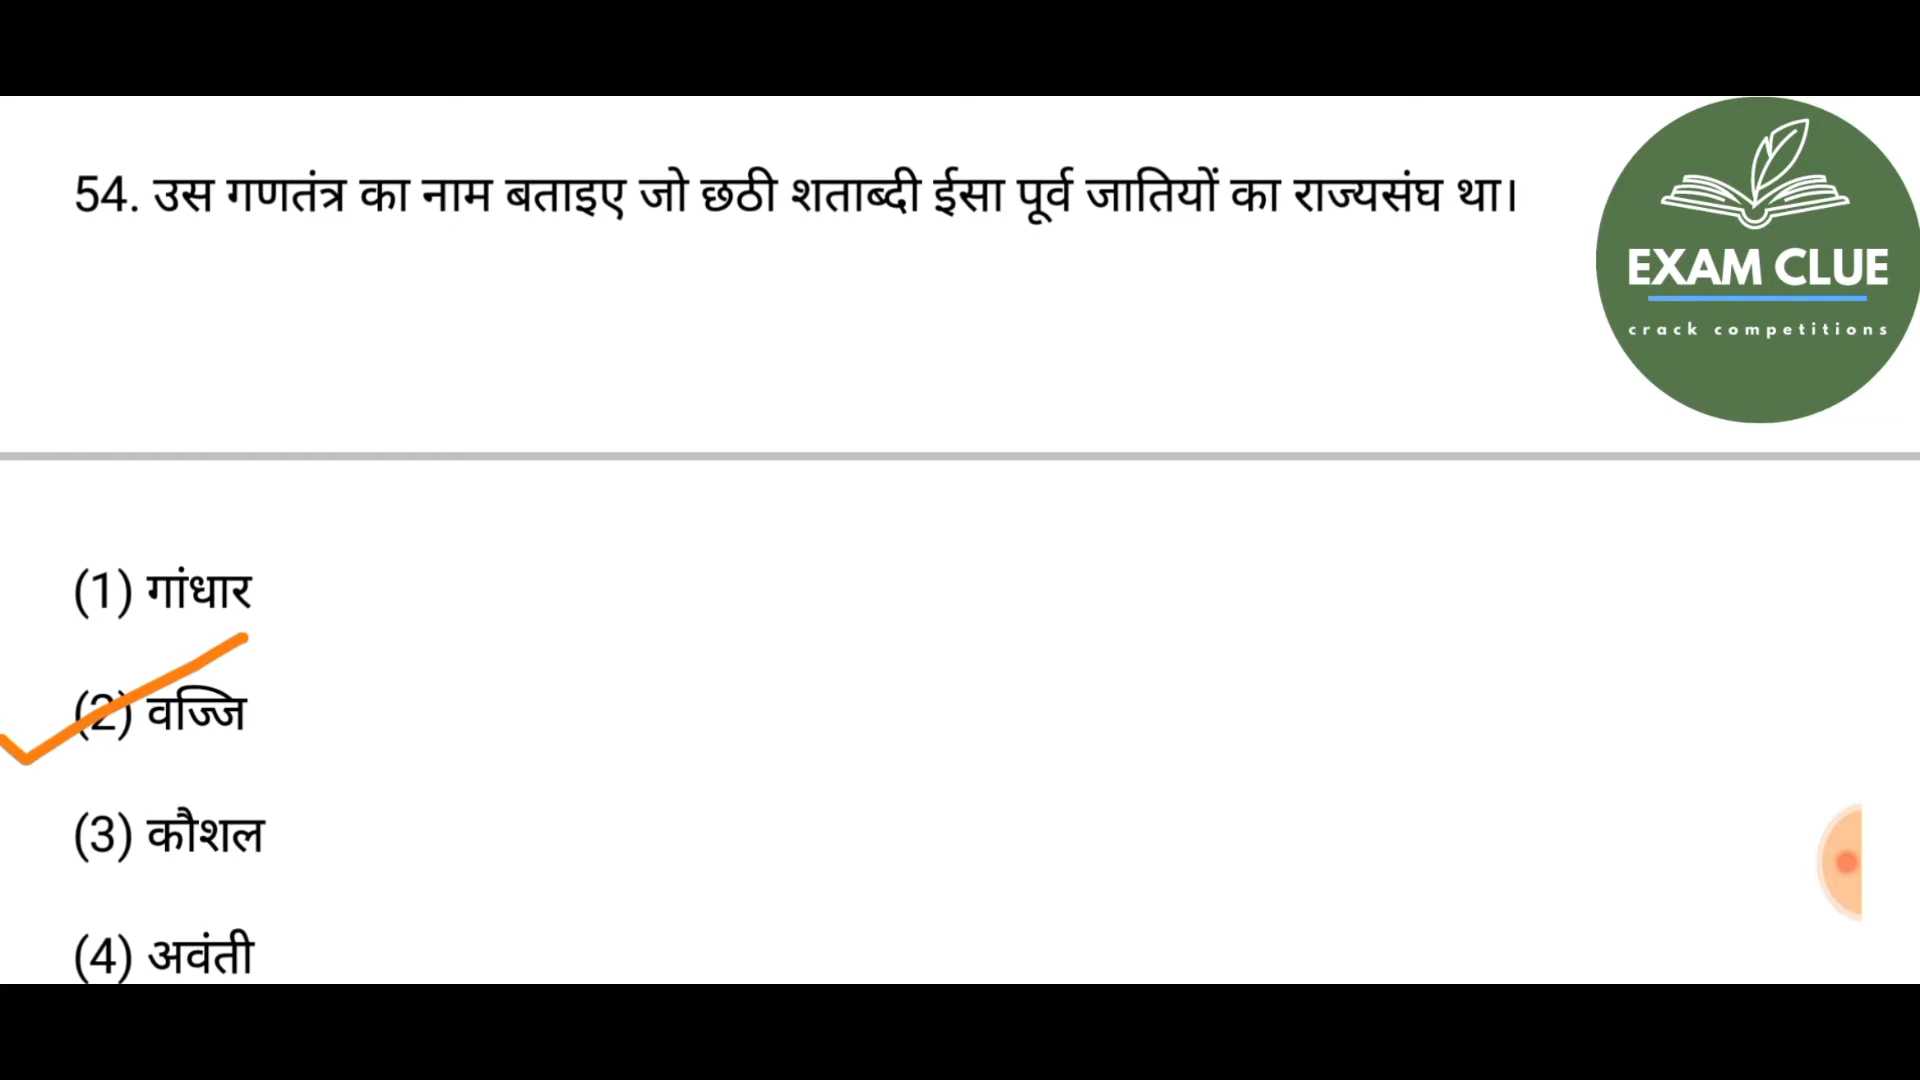 54. उस गणतंत्र का नाम बताइए जो छठी शताब्दी ईसा पूर्व जातियों का राज्यसंघ था।
EXAM CLUE
crack competitions
(1) गांधार
(2) वज्जि
(3) कौशल
(4) अवंती